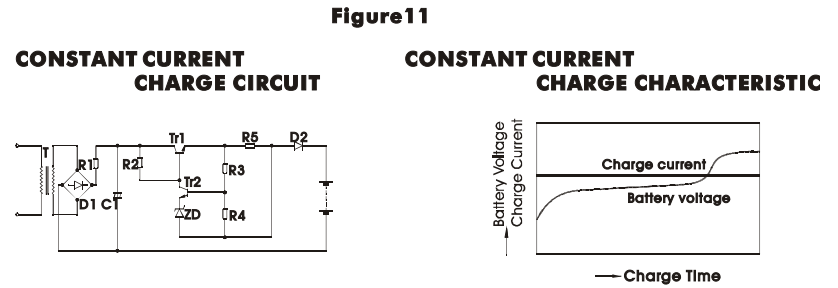 Figure11
CONSTANT CURRENT
CHARGE CIRCUIT
T
R1
D1
C1
R2
Tr1
Tr2
ZD
R3
R4
R5
D2
CONSTANT CURRENT
CHARGE CHARACTERISTIC
Battery Voltage
Charge Current
Charge current
Battery voltage
Charge Time